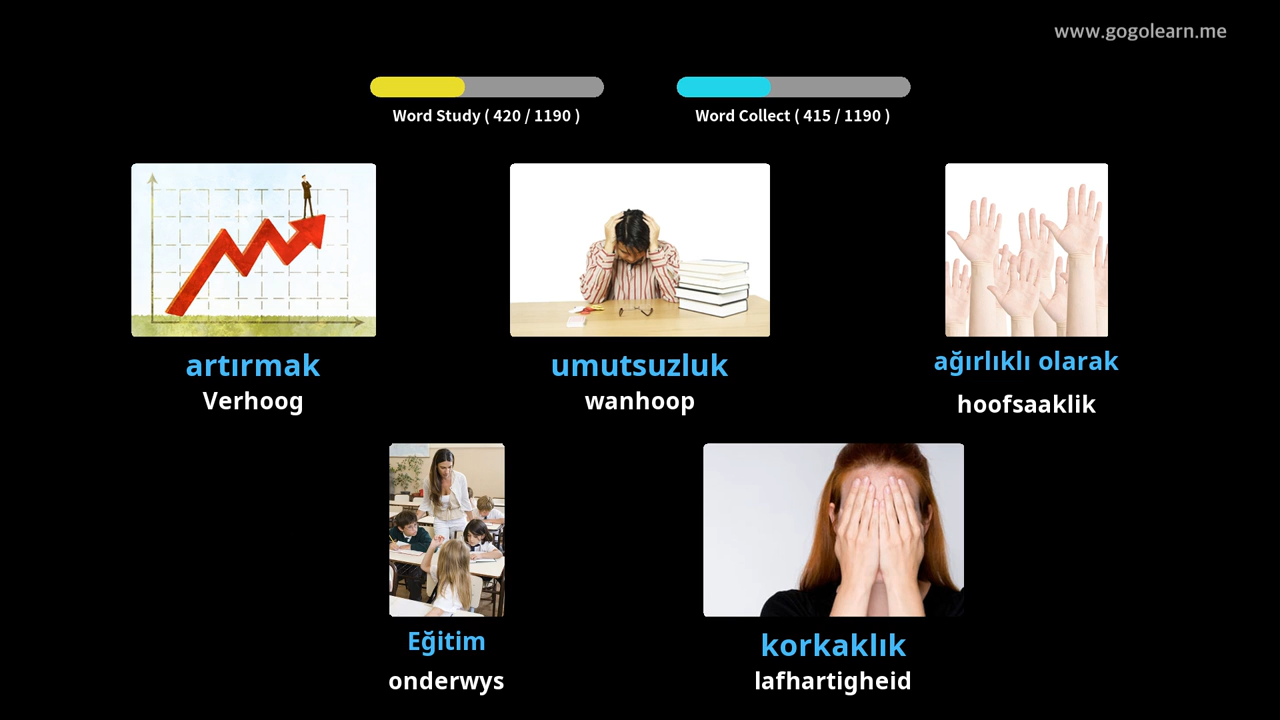 www.gogolearn.me
Word Study ( 420 / 1190 )
Word Collect ( 415 / 1190 )
artırmak
Verhoog
umutsuzluk
wanhoop
ağırlıklı olarak
hoofsaaklik
Eğitim
onderwys
korkaklık
lafhartigheid